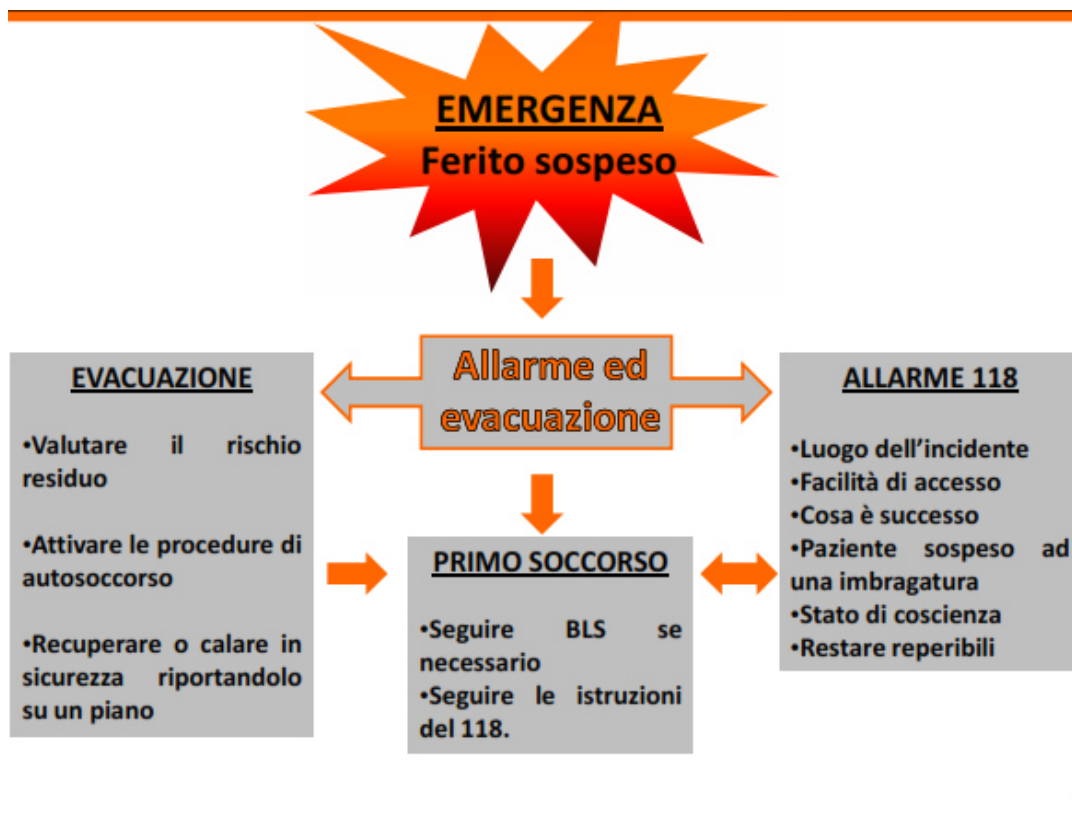 EMERGENZA
Ferito sospeso
Allarme ed
evacuazione
EVACUAZIONE
•Valutare il rischio
residuo
•Attivare le procedure di
autosoccorso
•Recuperare o calare in
sicurezza riportandolo
su un piano
PRIMO SOCCORSO
•Seguire BLS se
necessario
•Seguire le istruzioni
del 118.
ALLARME 118
•Luogo dell’incidente
•Facilità di accesso
•Cosa è successo
•Paziente sospeso ad
una imbragatura
•Stato di coscienza
•Restare reperibili